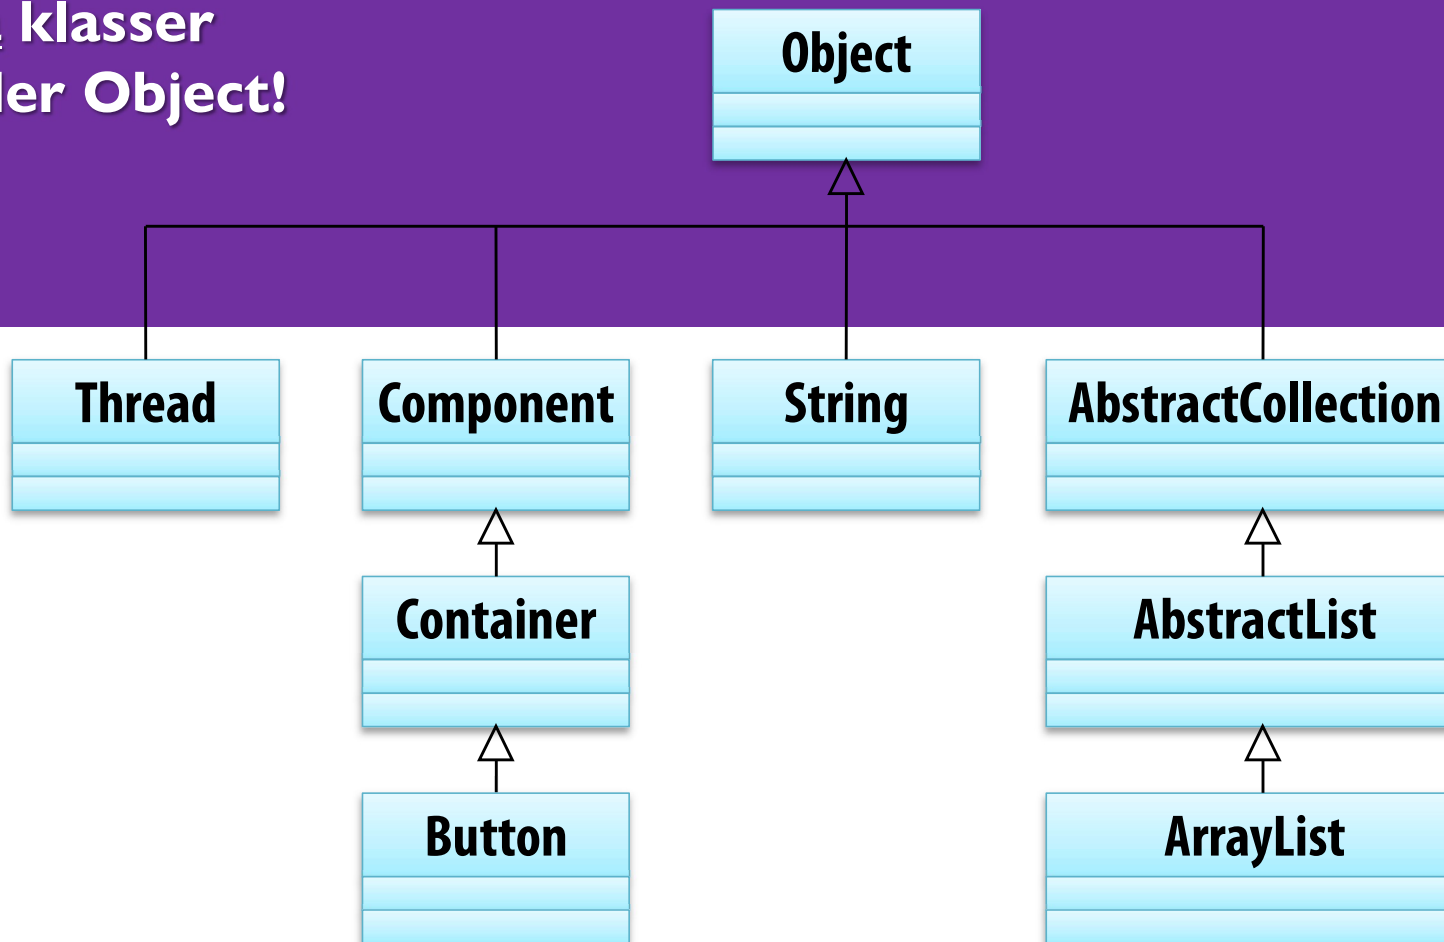 klasser
Object!
Object
Thread
Component
String
AbstractCollection
Container
AbstractList
Button
ArrayList